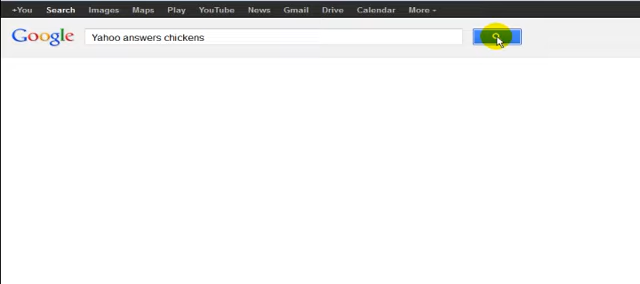 +You Search Images Maps Play YouTube News Gmail Drive Calendar More
Google Yahoo answers chickens